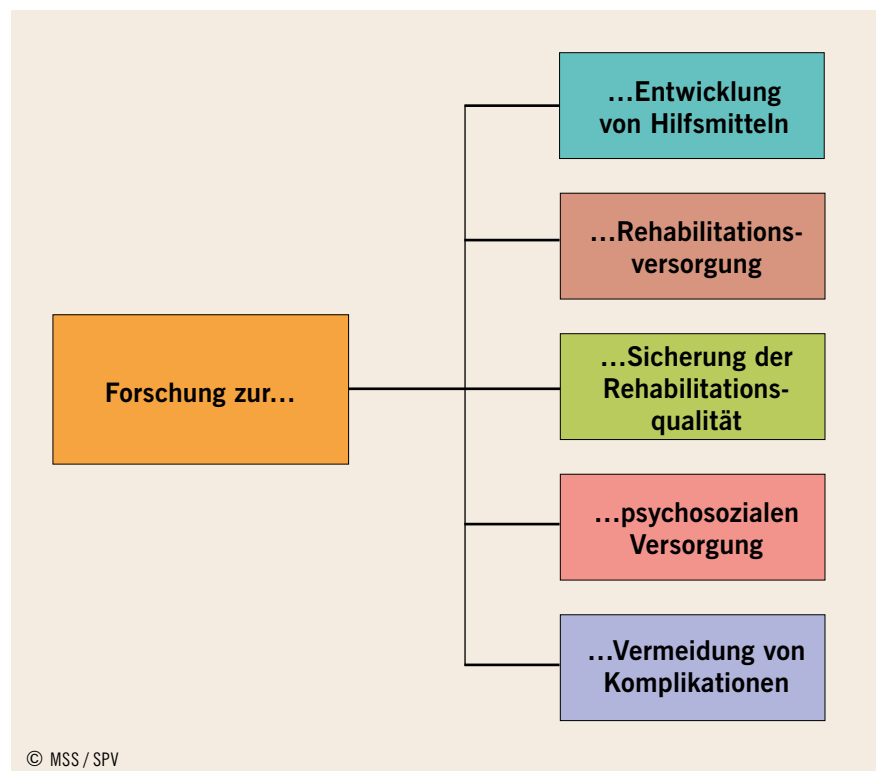 Forschung zur...
...Entwicklung
von Hilfsmitteln
...Rehabilitations-
versorgung
...Sicherung der
Rehabilitations-
qualität
...psychosozialen
Versorgung
...Vermeidung von
Komplikationen
© MSS / SPV